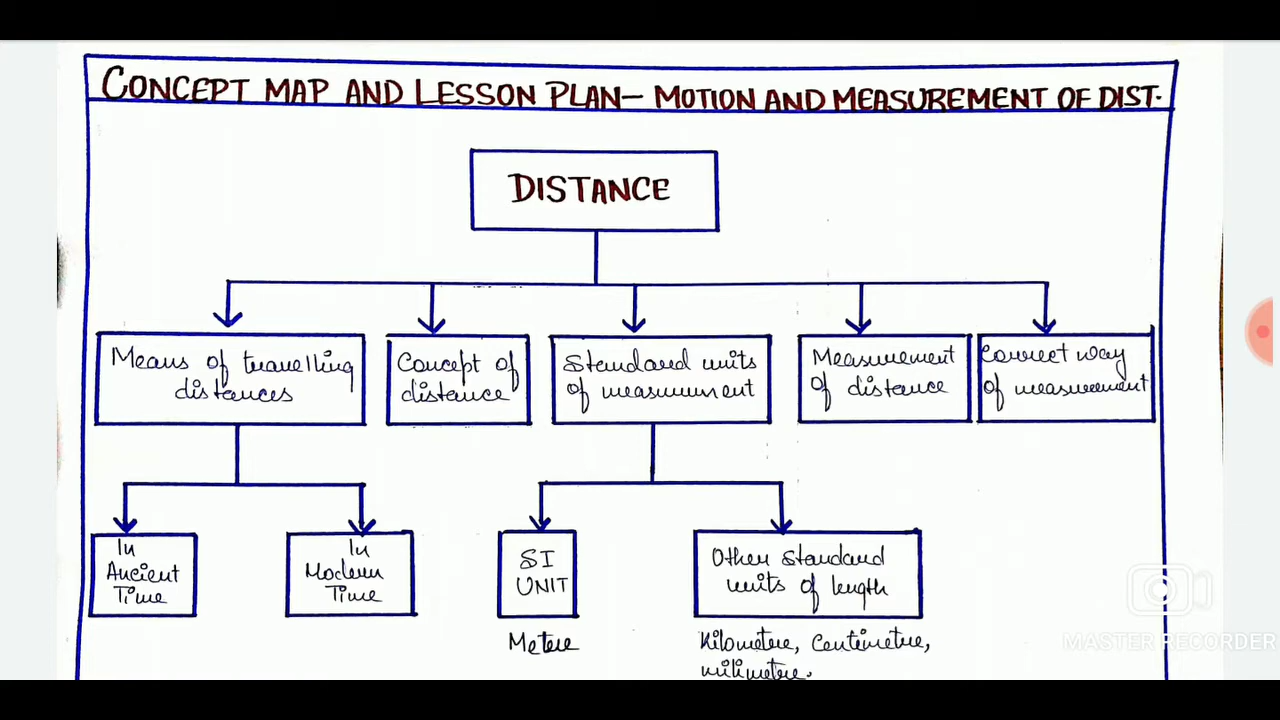 CONCEPT MAP AND LESSON PLAN— MOTION AND MEASUREMENT OF DIST.
DISTANCE
Means of travelling
distances
Concept of
distance
Standard units
of measurement
Measurement
of distance
Correct way
of measurement
In
Ancient
Time
In
Modern
Time
SI
UNIT
Other standard
units of length
Metere
Kilometre, Centimetre,
milimetre.
MASTER RECORDER